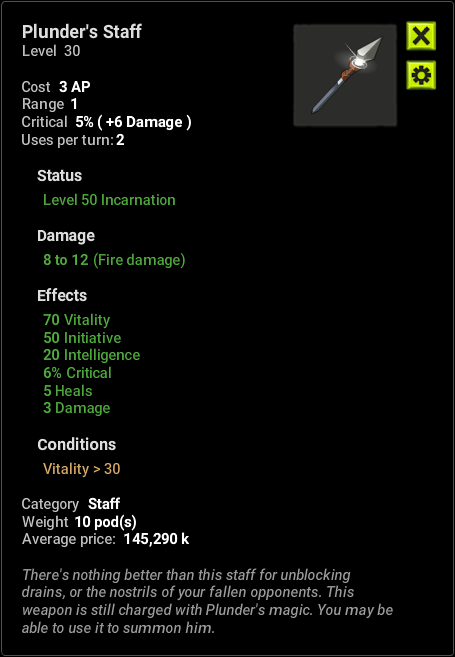 Plunder's Staff
Level 30
Cost 3 AP
Range 1
Critical 5% ( +6 Damage )
Uses per turn: 2
Status
Level 50 Incarnation
Damage
8 to 12 (Fire damage)
Effects
70 Vitality
50 Initiative
20 Intelligence
6% Critical
5 Heals
3 Damage
Conditions
Vitality > 30
Category Staff
Weight 10 pod(s)
Average price: 145,290 k
There's nothing better than this staff for unblocking
drains, or the nostrils of your fallen opponents. This
weapon is still charged with Plunder's magic. You may be
able to use it to summon him.